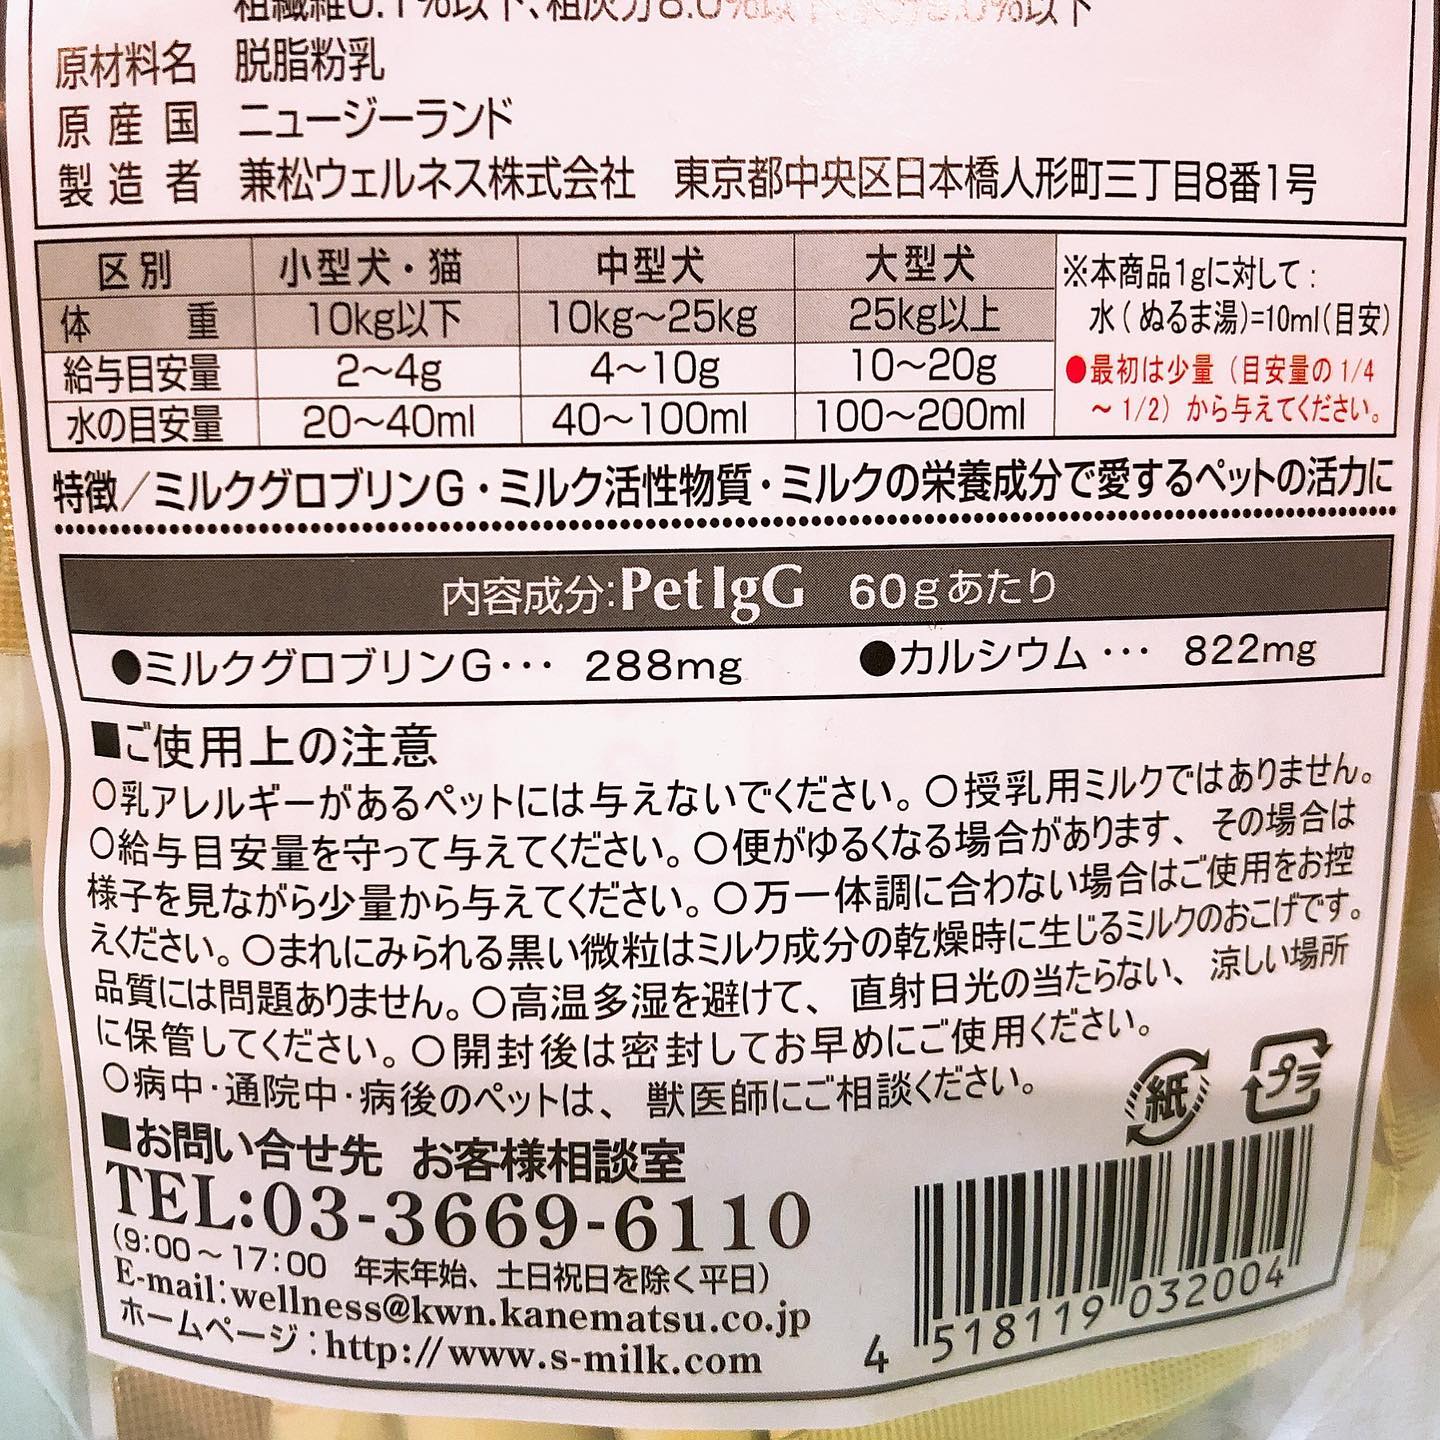 粗繊維0.1%以下、粗灰分8.0%以下、水分5.0%以下
原材料名 脱脂粉乳
原産国 ニュージーランド
製造者 兼松ウェルネス株式会社 東京都中央区日本橋人形町三丁目8番1号
区別 小型犬・猫 中型犬 大型犬
体重 10kg以下 10kg〜25kg 25kg以上
給与目安量 2〜4g 4〜10g 10〜20g
水の目安量 20〜40ml 40〜100ml 100〜200ml
※本商品1gに対して:
水(ぬるま湯)=10ml(目安)
●最初は少量(目安量の1/4
〜1/2)から与えてください。
特徴/ミルクグロブリンG・ミルク活性物質・ミルクの栄養成分で愛するペットの活力に
内容成分:PetIgG 60gあたり
●ミルクグロブリンG・・・ 288mg ●カルシウム・・・ 822mg
■ご使用上の注意
○乳アレルギーがあるペットには与えないでください。○授乳用ミルクではありません。
○給与目安量を守って与えてください。○便がゆるくなる場合があります、その場合は
様子を見ながら少量から与えてください。○万一体調に合わない場合はご使用をお控
えください。○まれにみられる黒い微粒はミルク成分の乾燥時に生じるミルクのおこげです。
品質には問題ありません。○高温多湿を避けて、直射日光の当たらない、涼しい場所
に保管してください。○開封後は密封してお早めにご使用ください。
○病中・通院中・病後のペットは、獣医師にご相談ください。
紙 プラ
■お問い合せ先 お客様相談室
TEL:03-3669-6110
(9:00〜17:00 年末年始、土日祝日を除く平日)
E-mail:wellness@kwn.kanematsu.co.jp
ホームページ:http://www.s-milk.com
4 518119 032004